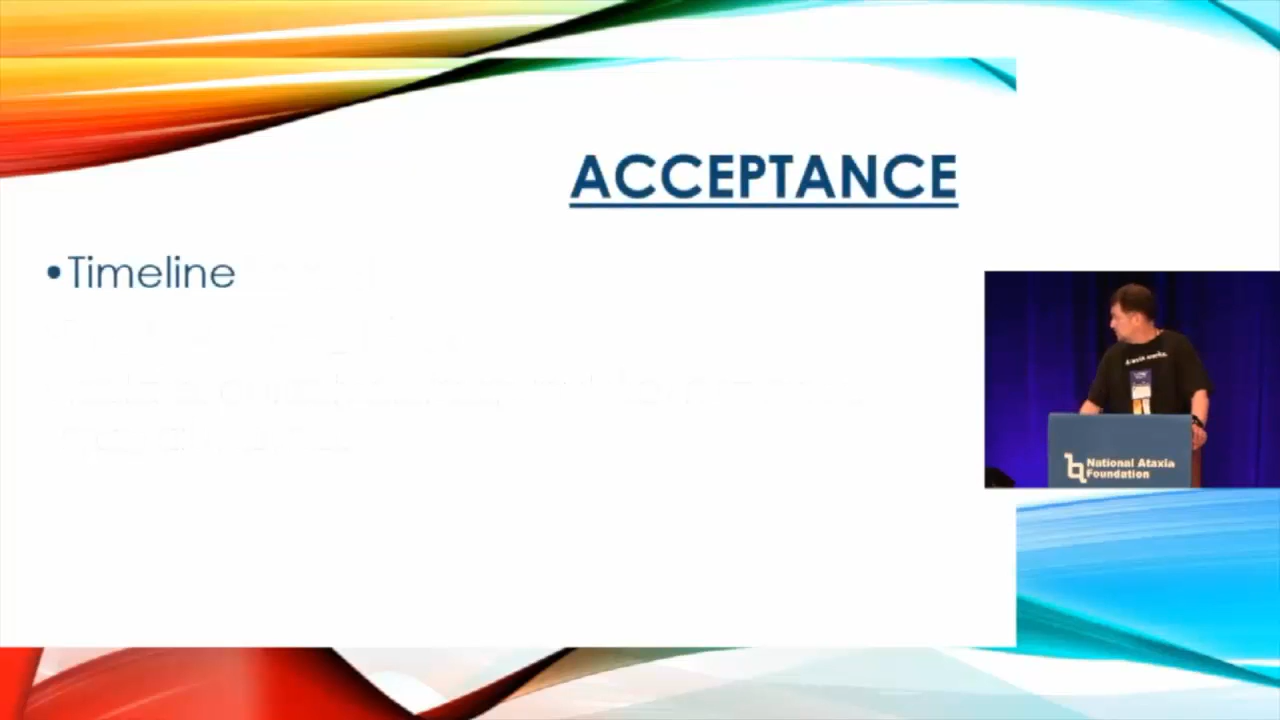 ACCEPTANCE
•Timeline
National Ataxia
Foundation